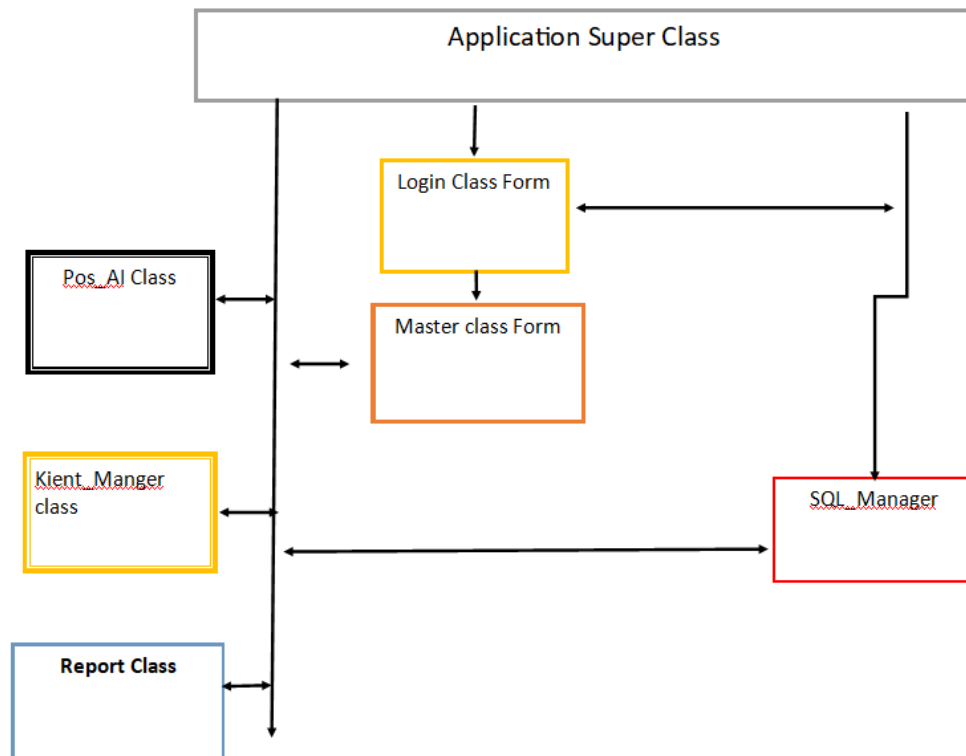 Application Super Class
Login Class Form
Pos_AI Class
Master class Form
Kient_Manger
class
SQL_Manager
Report Class